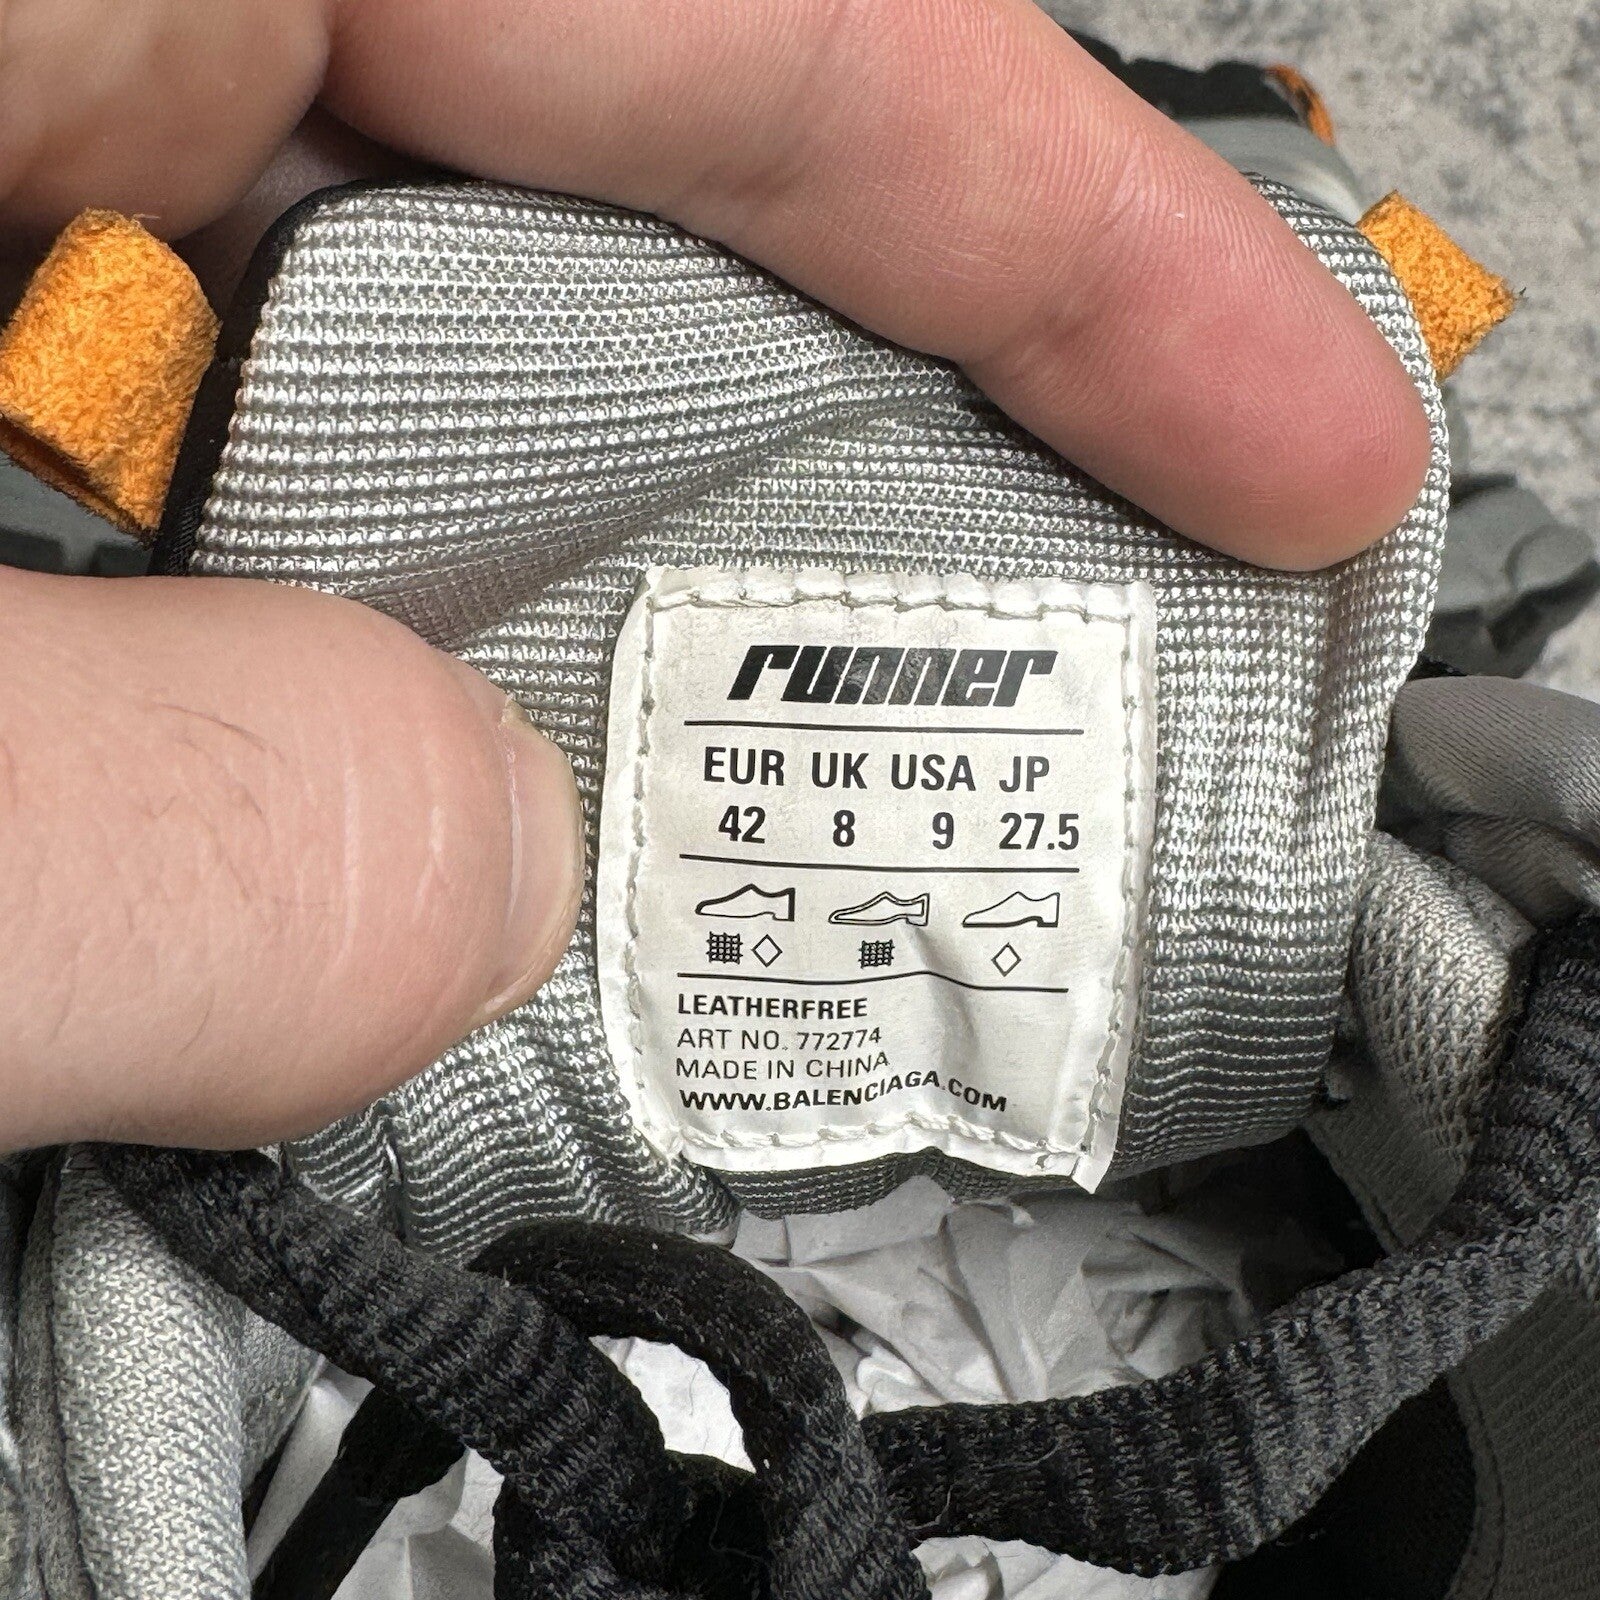 runner
EUR UK USA JP
42 8 9 27.5
LEATHERFREE
ART NO. 772774
MADE IN CHINA
WWW.BALENCIAGA.COM